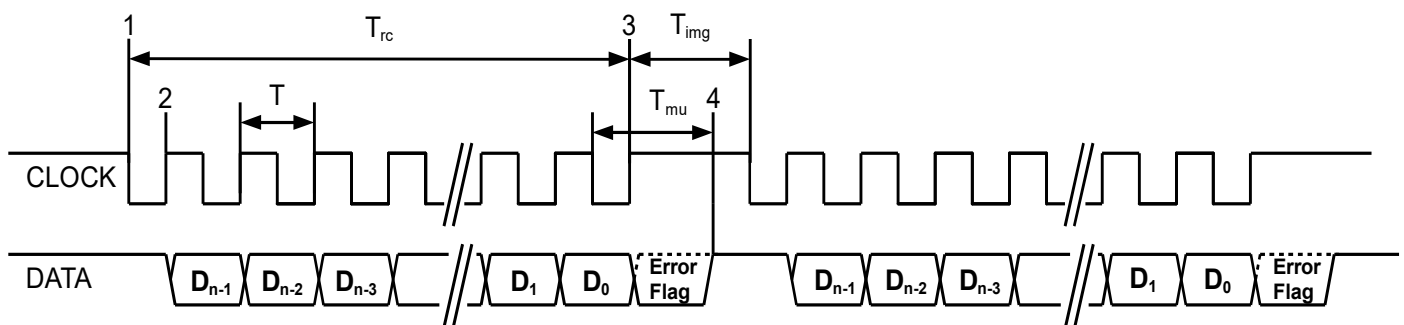 1 T_rc 3 T_img
2 T T_mu 4
CLOCK
DATA D_n-1 D_n-2 D_n-3 D_1 D_0 Error Flag D_n-1 D_n-2 D_n-3 D_1 D_0 Error Flag